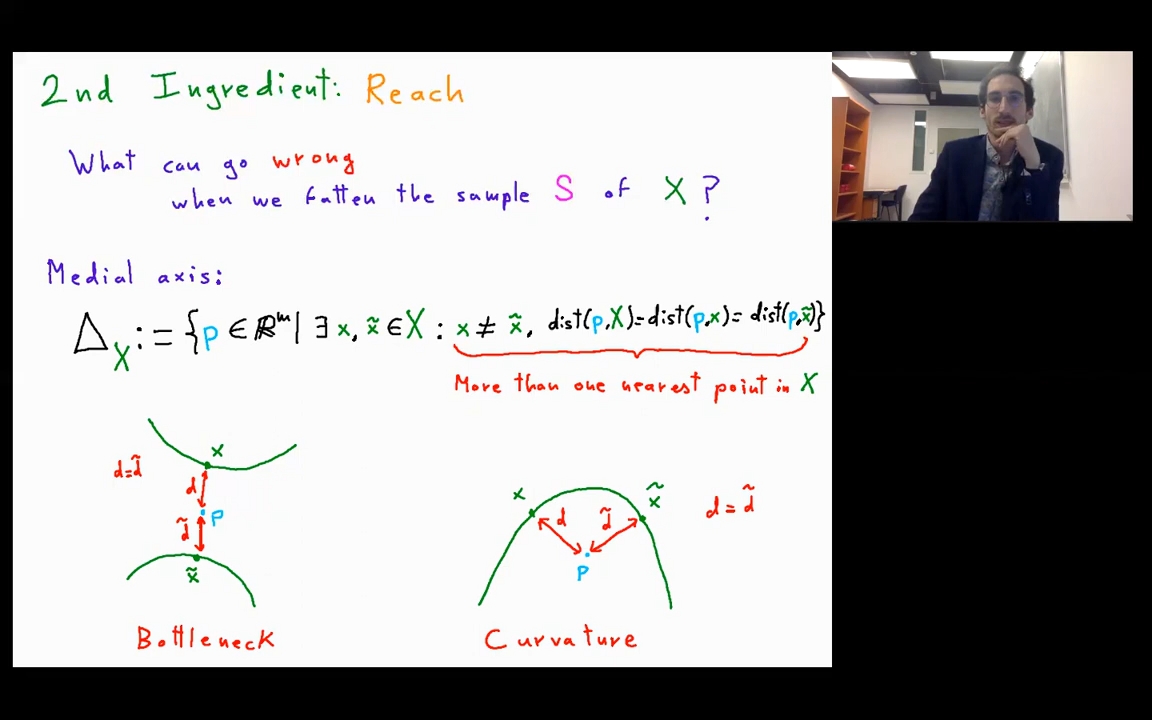 2nd Ingredient: Reach
What can go wrong
when we fatten the sample S of X?
Medial axis:
Δ_X := {p ∈ ℝ^m | ∃ x, x̃ ∈ X : x ≠ x̃, dist(p,X)=dist(p,x)=dist(p,x̃)}
More than one nearest point in X
x
d=d̃
d
p
d̃
x̃
Bottleneck
x
x̃
d
d̃
d = d̃
p
Curvature